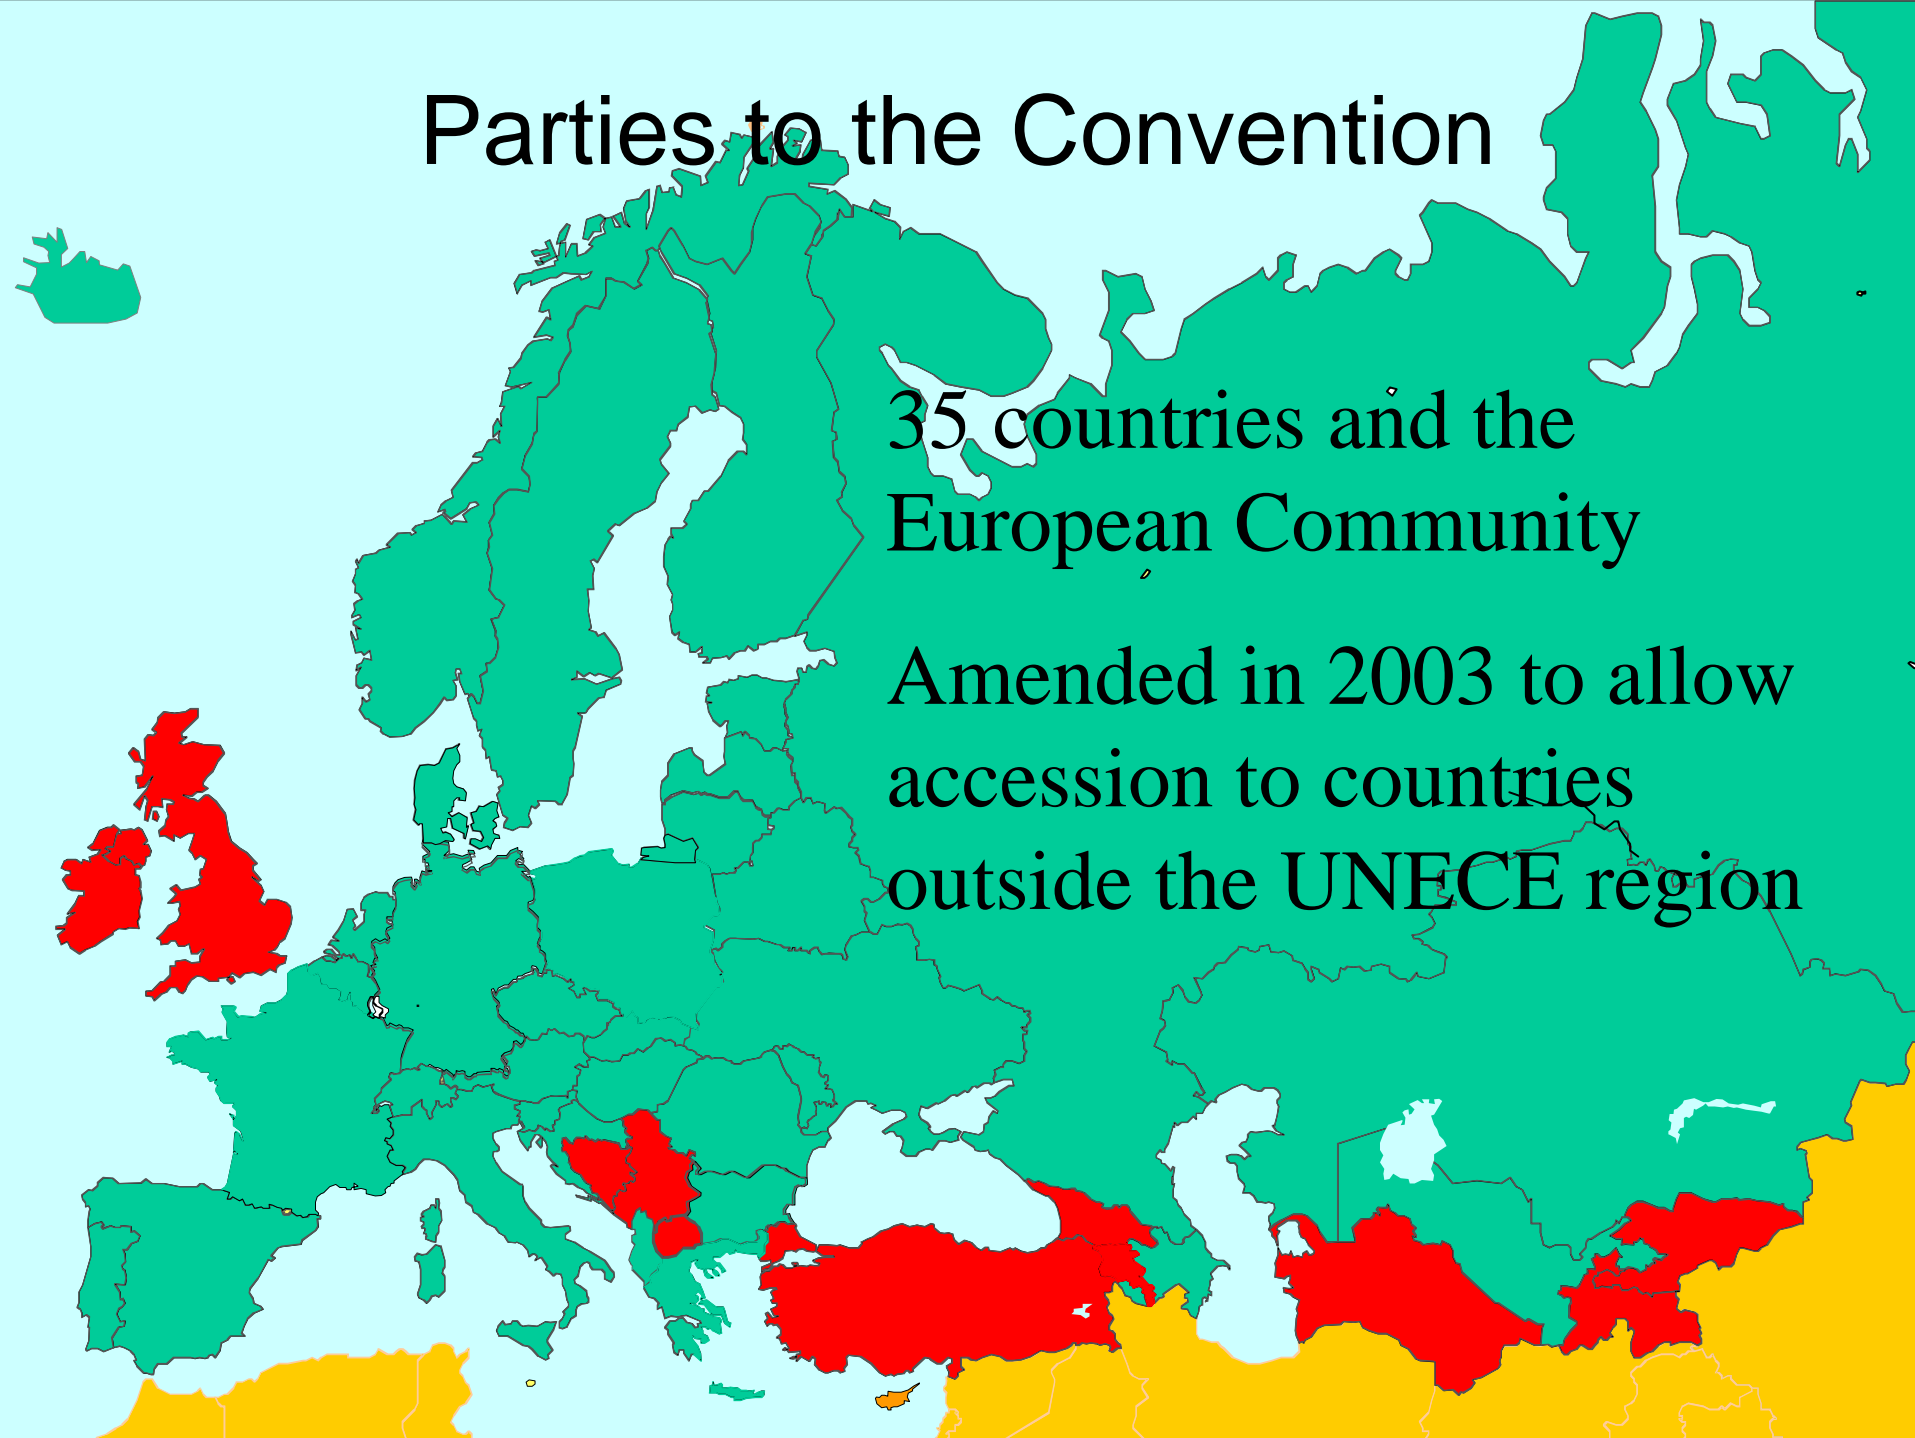 Parties to the Convention
35 countries and the
European Community
Amended in 2003 to allow
accession to countries
outside the UNECE region